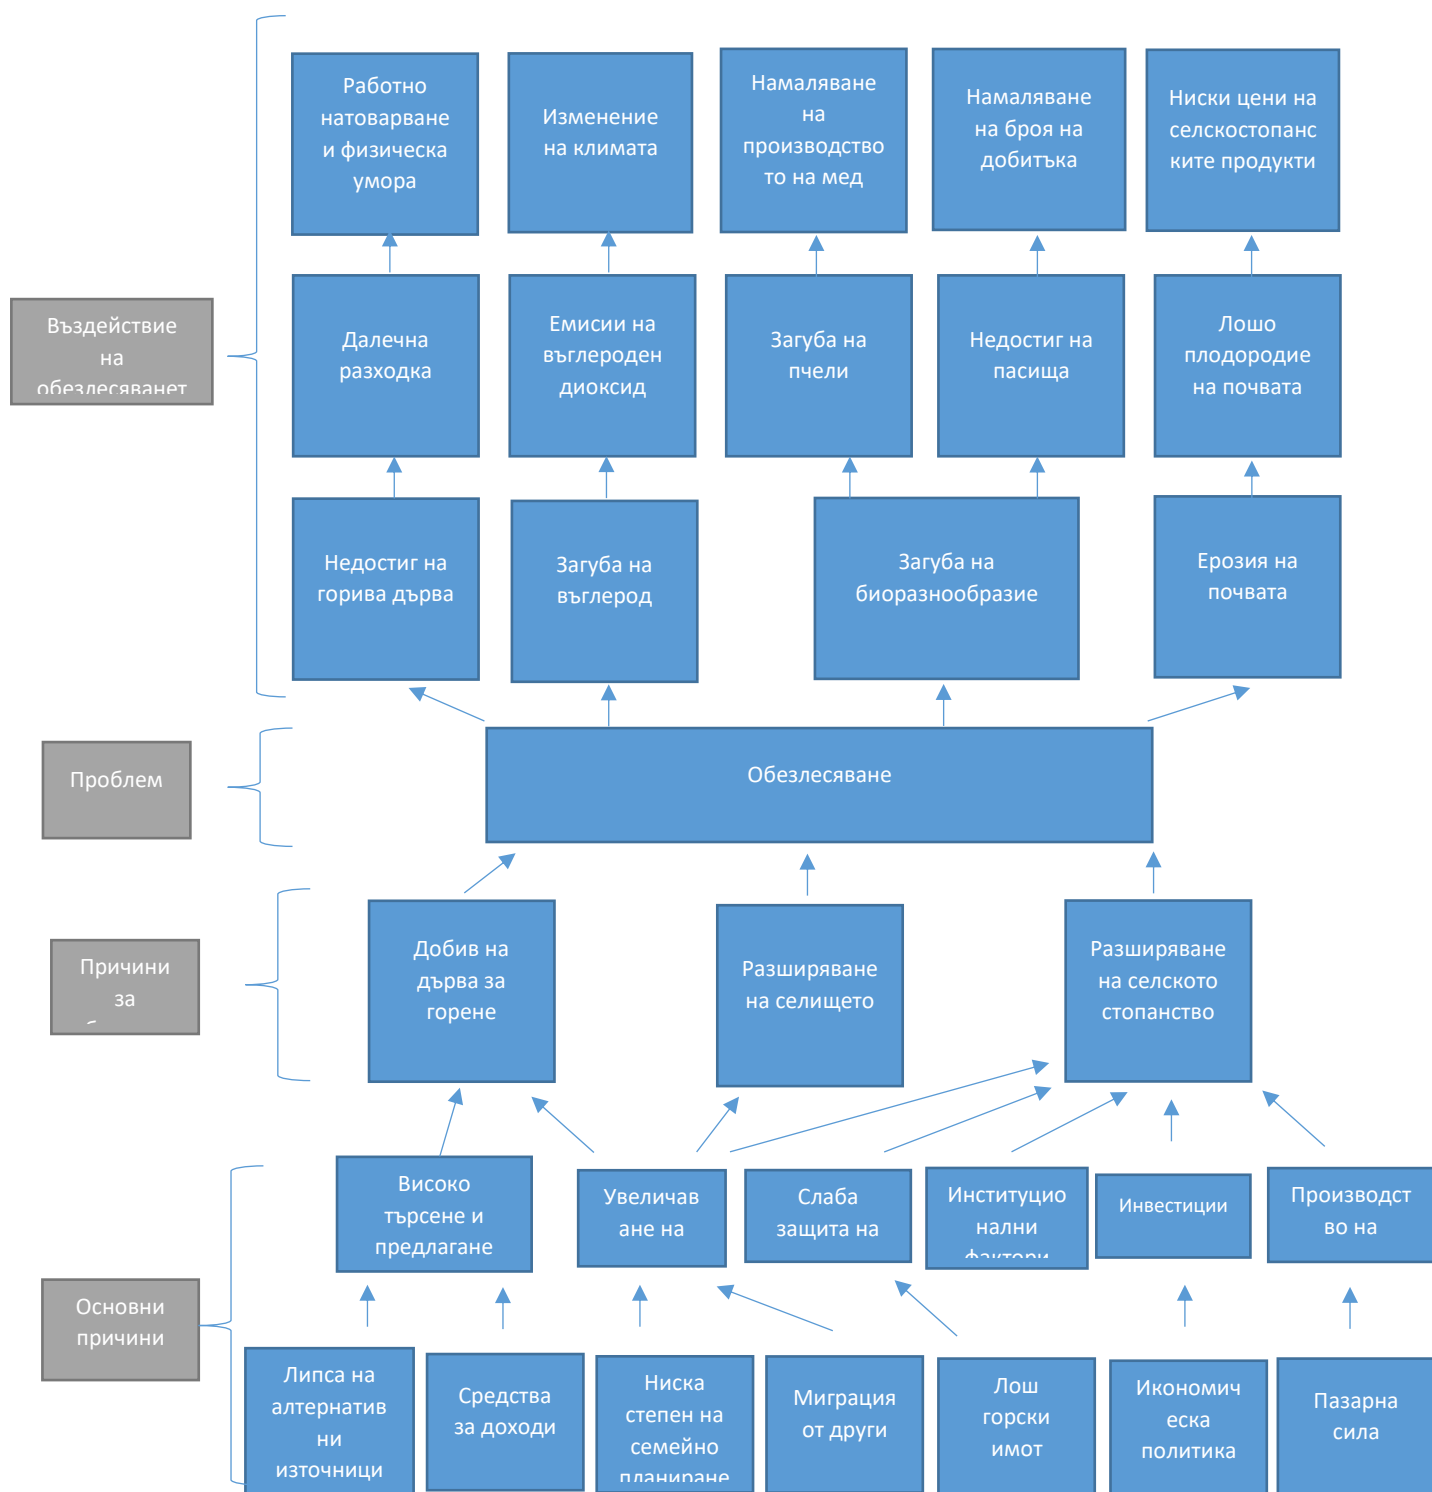 Работно
натоварване
и физическа
умора
Изменение
на климата
Намаляване
на
производство
то на мед
Намаляване
на броя на
добитъка
Ниски цени на
селскостопанс
ките продукти
Въздействие
на
обезлесяванет
Далечна
разходка
Емисии на
въглероден
диоксид
Загуба на
пчели
Недостиг на
пасища
Лошо
плодородие
на почвата
Недостиг на
горива дърва
Загуба на
въглерод
Загуба на
биоразнообразие
Ерозия на
почвата
Проблем
Обезлесяване
Причини
за
Добив на
дърва за
горене
Разширяване
на селището
Разширяване
на селското
стопанство
Високо
търсене и
предлагане
Увеличав
ане на
Слаба
защита на
Институцио
нални
фактори
Инвестиции
Производст
во на
Основни
причини
Липса на
алтернатив
ни
източници
Средства
за доходи
Ниска
степен на
семейно
планиране
Миграция
от други
Лош
горски
имот
Икономич
еска
политика
Пазарна
сила